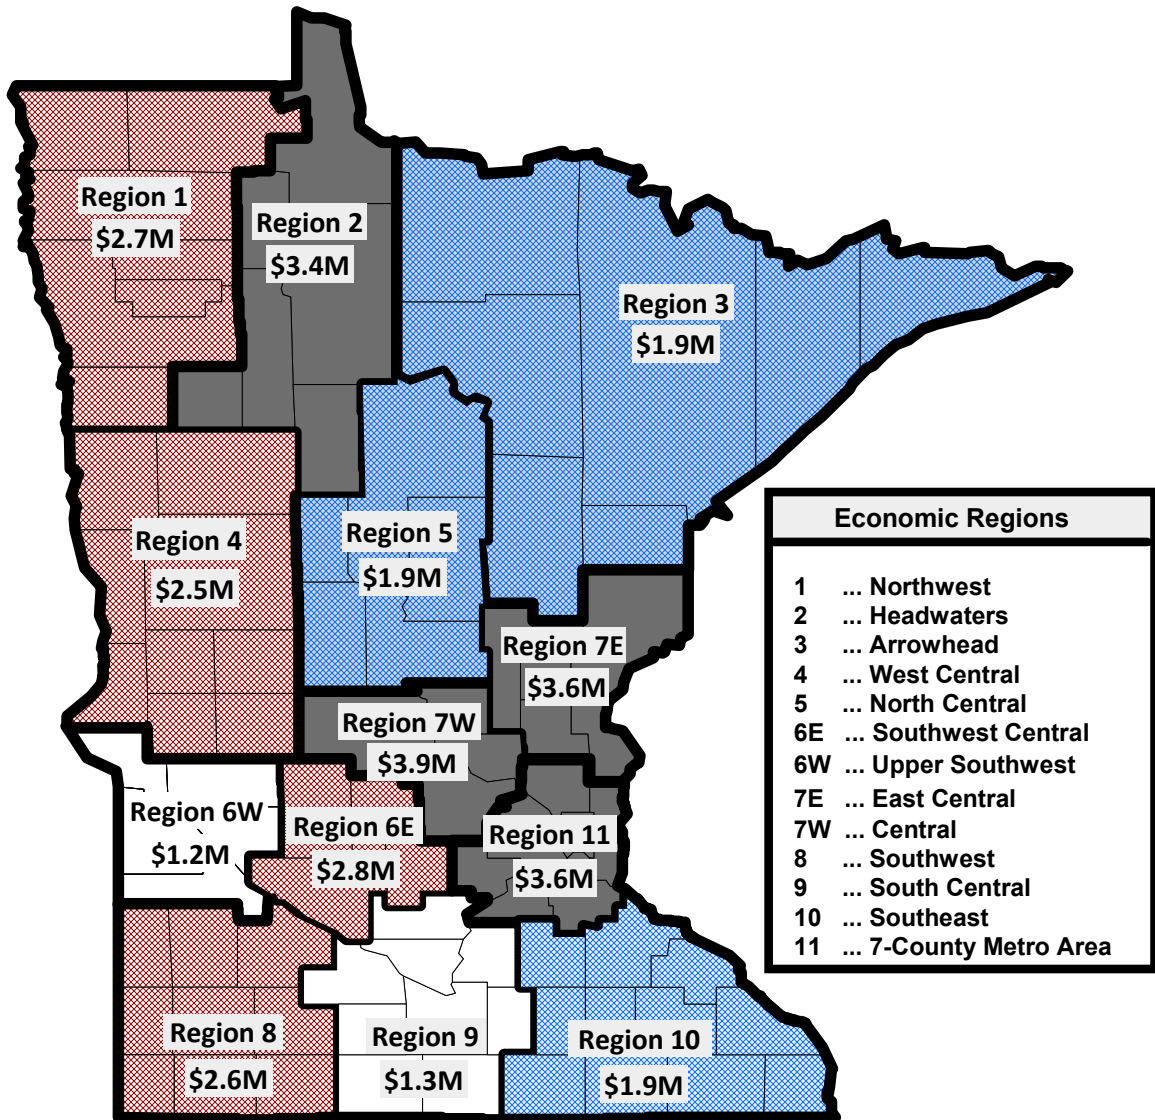 Region 1
$2.7M
Region 2
$3.4M
Region 3
$1.9M
Region 4
$2.5M
Region 5
$1.9M
Region 7E
$3.6M
Region 7W
$3.9M
Region 6W
$1.2M
Region 6E
$2.8M
Region 11
$3.6M
Region 8
$2.6M
Region 9
$1.3M
Region 10
$1.9M
Economic Regions
1 ... Northwest
2 ... Headwaters
3 ... Arrowhead
4 ... West Central
5 ... North Central
6E ... Southwest Central
6W ... Upper Southwest
7E ... East Central
7W ... Central
8 ... Southwest
9 ... South Central
10 ... Southeast
11 ... 7-County Metro Area